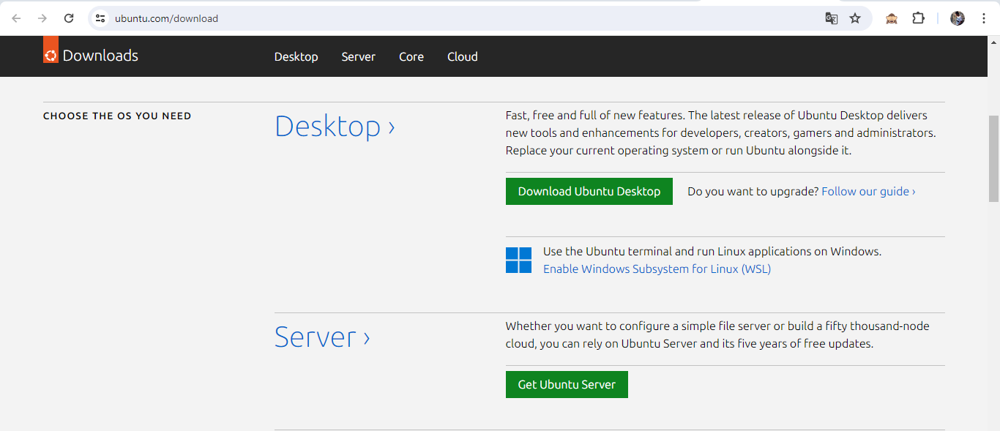 ubuntu.com/download
Downloads
Desktop
Server
Core
Cloud
CHOOSE THE OS YOU NEED
Desktop ›
Fast, free and full of new features. The latest release of Ubuntu Desktop delivers
new tools and enhancements for developers, creators, gamers and administrators.
Replace your current operating system or run Ubuntu alongside it.
Download Ubuntu Desktop
Do you want to upgrade? Follow our guide ›
Use the Ubuntu terminal and run Linux applications on Windows.
Enable Windows Subsystem for Linux (WSL)
Server ›
Whether you want to configure a simple file server or build a fifty thousand-node
cloud, you can rely on Ubuntu Server and its five years of free updates.
Get Ubuntu Server